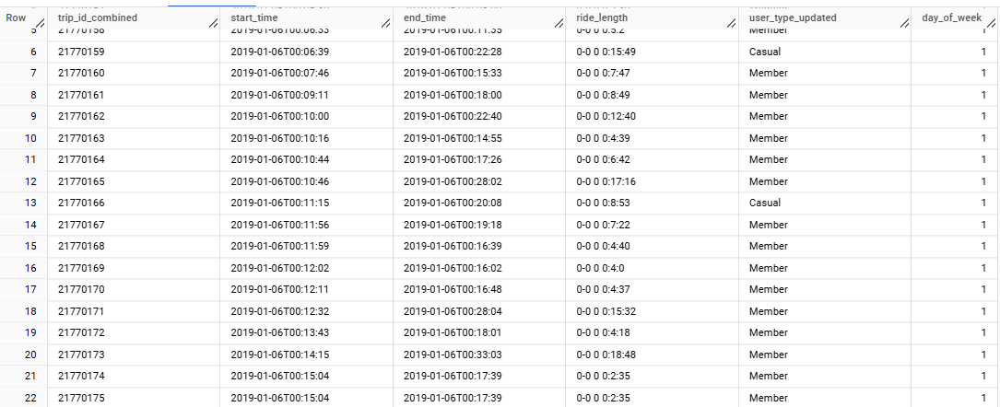 Row trip_id_combined start_time end_time ride_length user_type_updated day_of_week
5 21770158 2019-01-06T00:06:33 2019-01-06T00:11:35 0-0 0 0:5:2 Member 1
6 21770159 2019-01-06T00:06:39 2019-01-06T00:22:28 0-0 0 0:15:49 Casual 1
7 21770160 2019-01-06T00:07:46 2019-01-06T00:15:33 0-0 0 0:7:47 Member 1
8 21770161 2019-01-06T00:09:11 2019-01-06T00:18:00 0-0 0 0:8:49 Member 1
9 21770162 2019-01-06T00:10:00 2019-01-06T00:22:40 0-0 0 0:12:40 Member 1
10 21770163 2019-01-06T00:10:16 2019-01-06T00:14:55 0-0 0 0:4:39 Member 1
11 21770164 2019-01-06T00:10:44 2019-01-06T00:17:26 0-0 0 0:6:42 Member 1
12 21770165 2019-01-06T00:10:46 2019-01-06T00:28:02 0-0 0 0:17:16 Member 1
13 21770166 2019-01-06T00:11:15 2019-01-06T00:20:08 0-0 0 0:8:53 Casual 1
14 21770167 2019-01-06T00:11:56 2019-01-06T00:19:18 0-0 0 0:7:22 Member 1
15 21770168 2019-01-06T00:11:59 2019-01-06T00:16:39 0-0 0 0:4:40 Member 1
16 21770169 2019-01-06T00:12:02 2019-01-06T00:16:02 0-0 0 0:4:0 Member 1
17 21770170 2019-01-06T00:12:11 2019-01-06T00:16:48 0-0 0 0:4:37 Member 1
18 21770171 2019-01-06T00:12:32 2019-01-06T00:28:04 0-0 0 0:15:32 Member 1
19 21770172 2019-01-06T00:13:43 2019-01-06T00:18:01 0-0 0 0:4:18 Member 1
20 21770173 2019-01-06T00:14:15 2019-01-06T00:33:03 0-0 0 0:18:48 Member 1
21 21770174 2019-01-06T00:15:04 2019-01-06T00:17:39 0-0 0 0:2:35 Member 1
22 21770175 2019-01-06T00:15:04 2019-01-06T00:17:39 0-0 0 0:2:35 Member 1